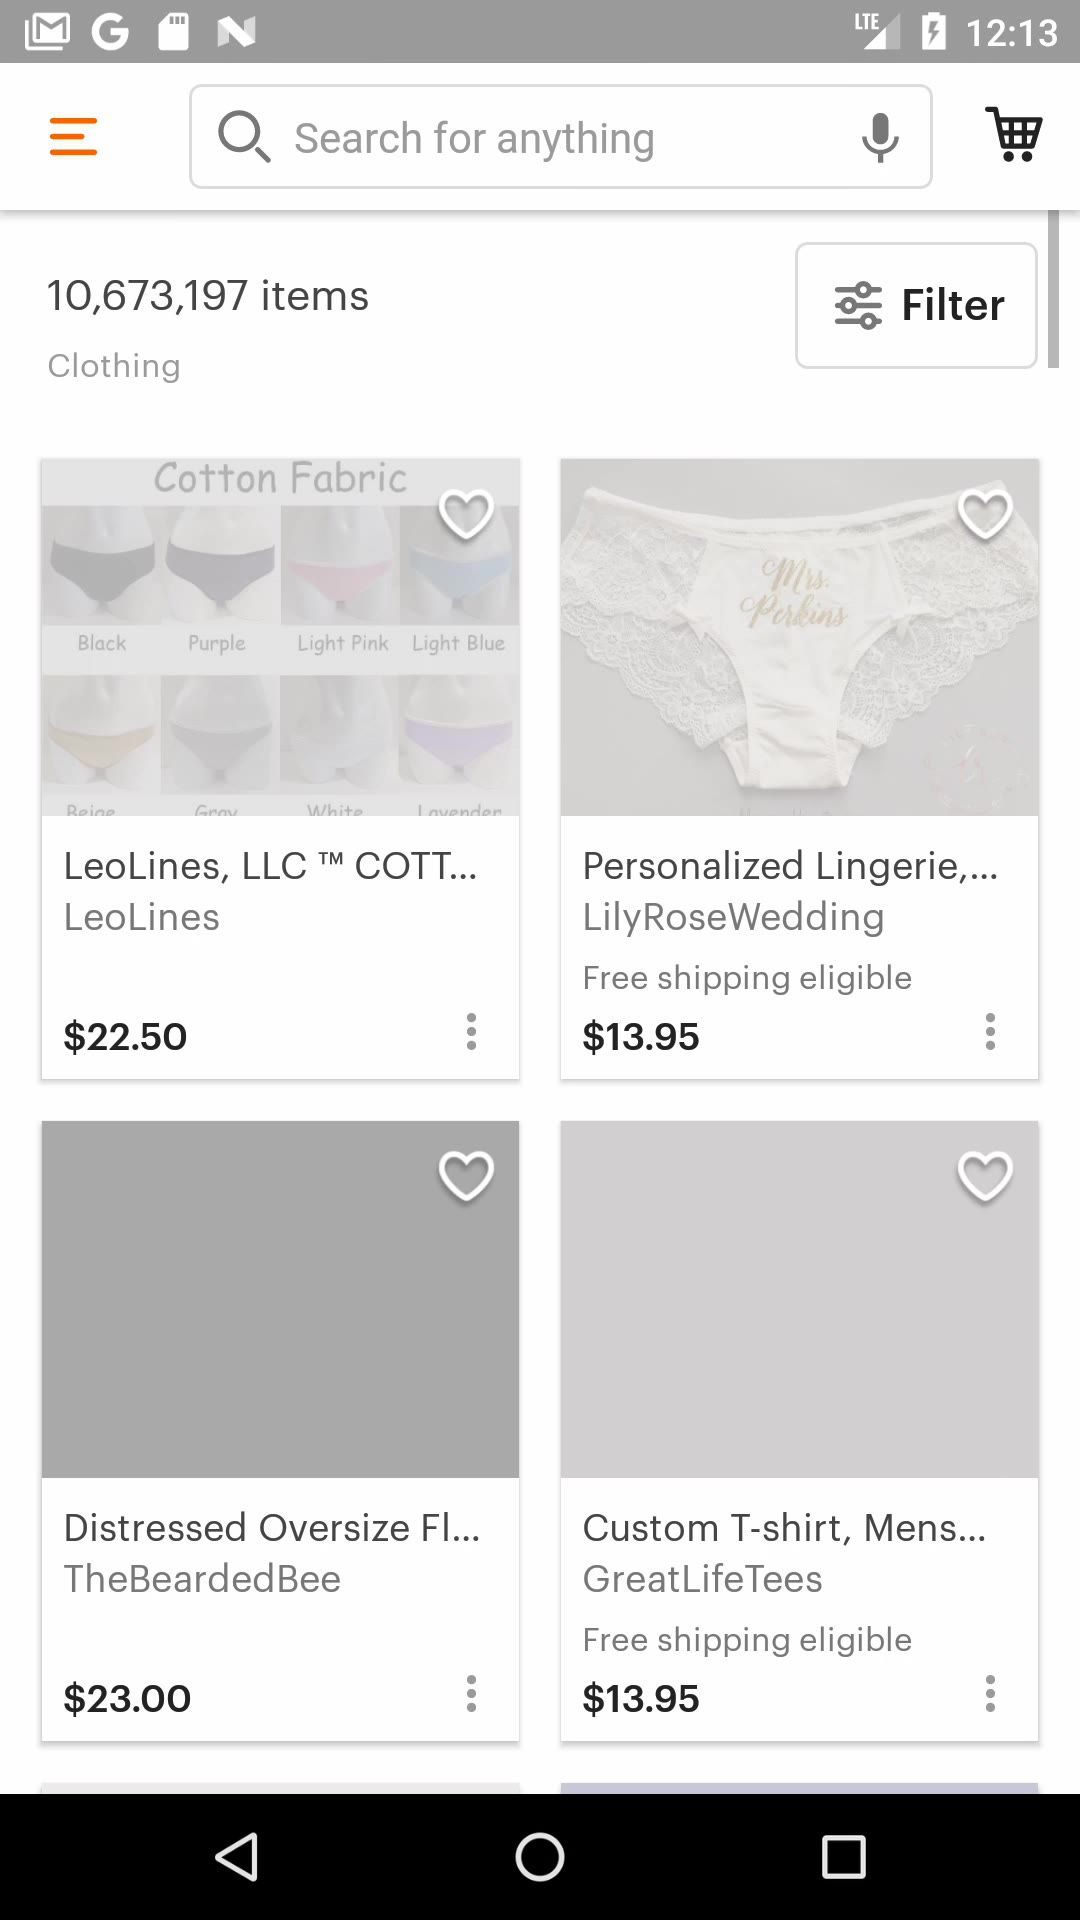 LTE 12:13
Search for anything
10,673,197 items
Filter
Clothing
Cotton Fabric
Black Purple Light Pink Light Blue
Beige Gray White Lavender
Mrs.
Perkins
LeoLines, LLC ™ COTT...
LeoLines
$22.50
Personalized Lingerie,...
LilyRoseWedding
Free shipping eligible
$13.95
Distressed Oversize Fl...
TheBeardedBee
$23.00
Custom T-shirt, Mens...
GreatLifeTees
Free shipping eligible
$13.95